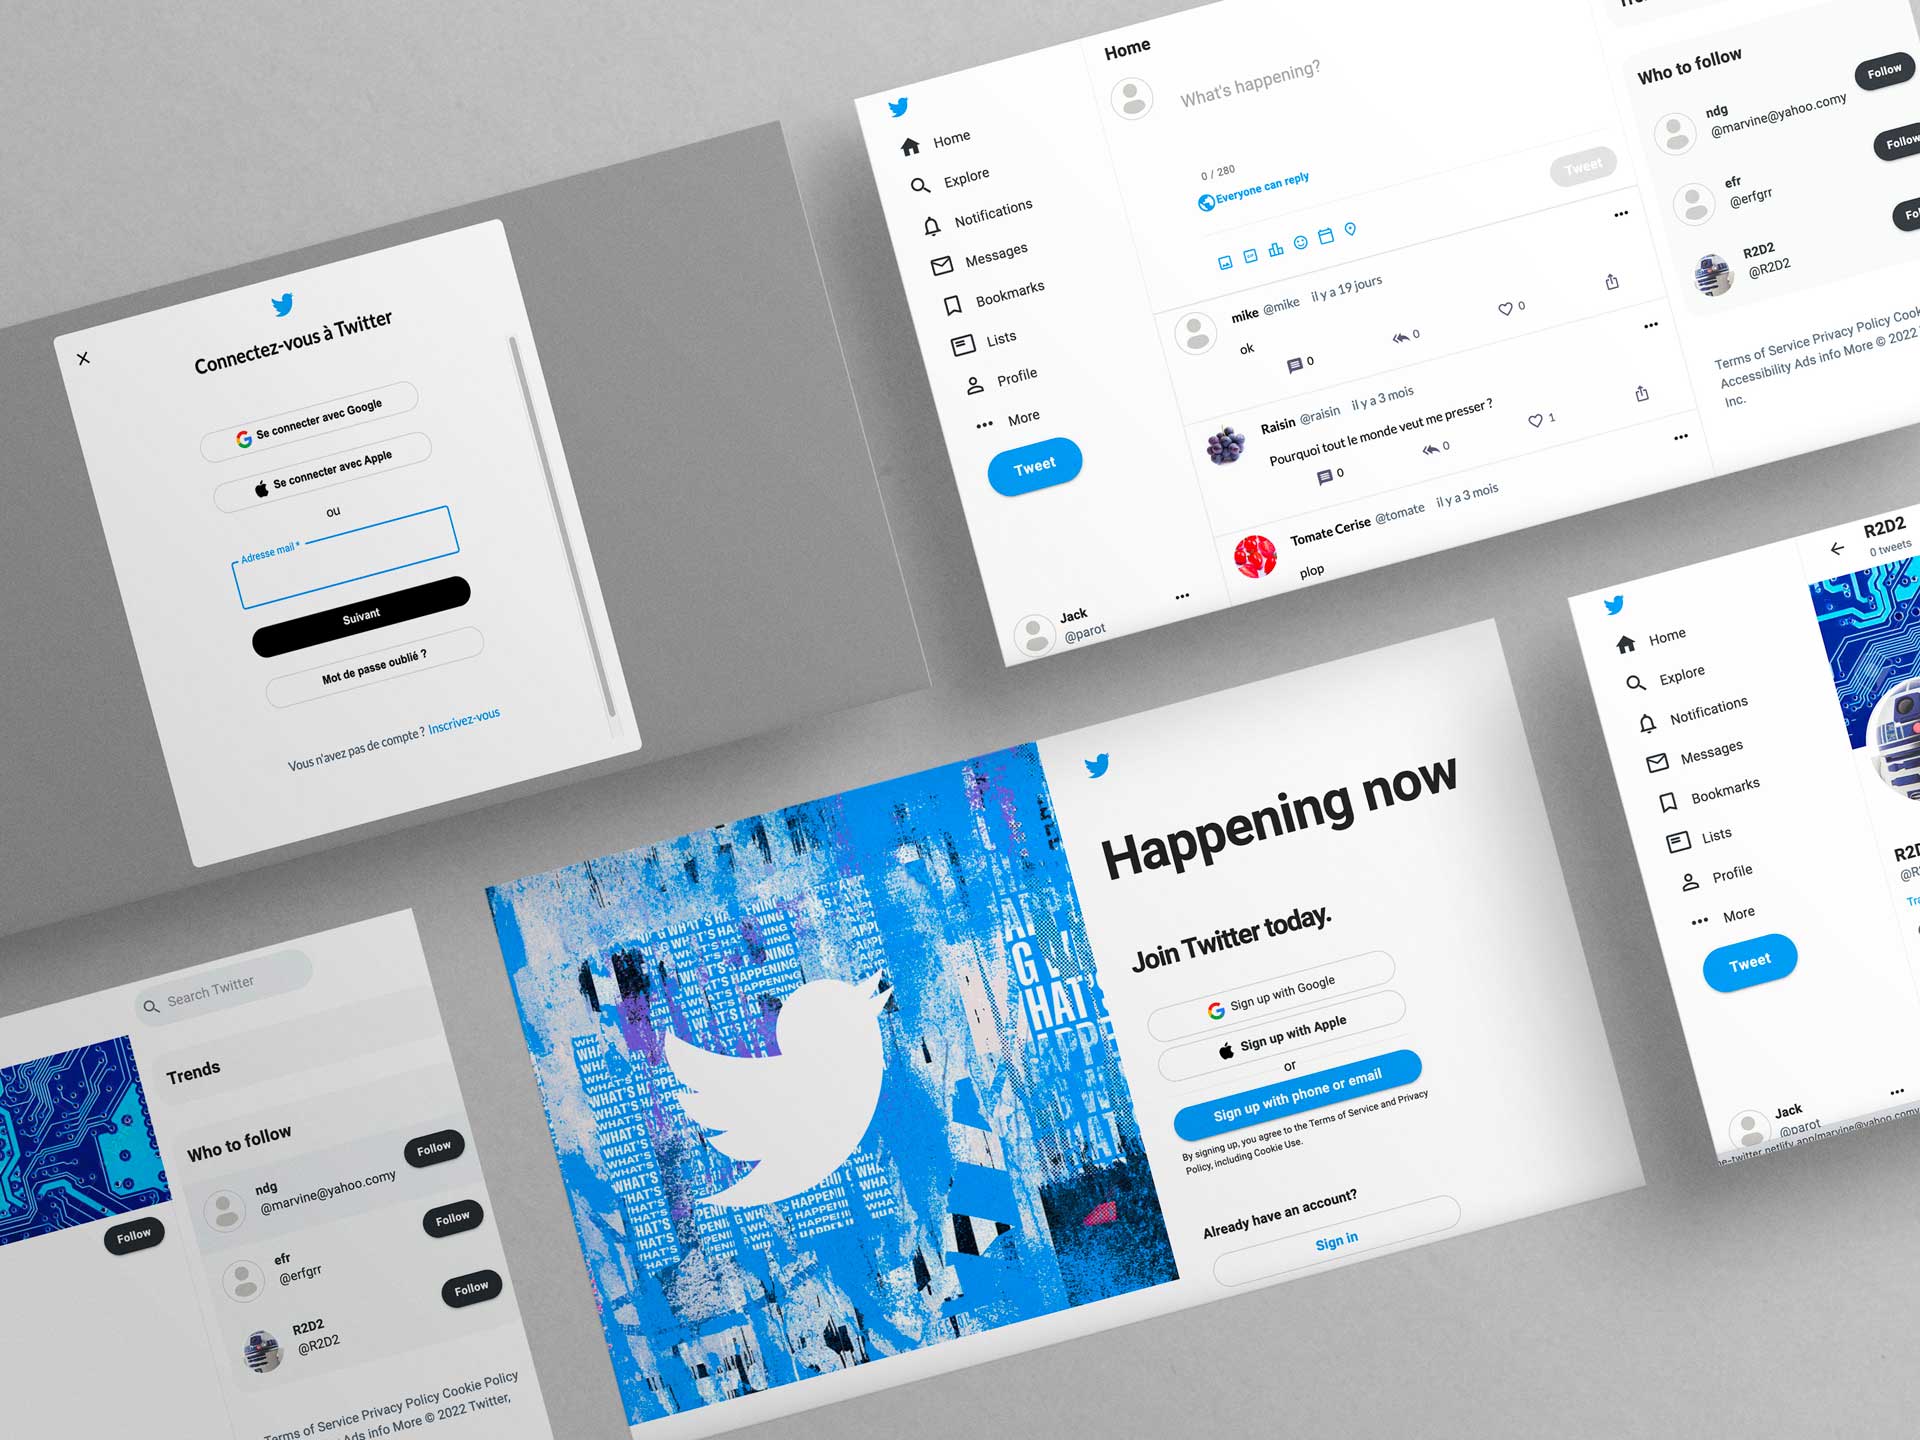 Connectez-vous à Twitter
Se connecter avec Google
Se connecter avec Apple
ou
Adresse mail *
Suivant
Mot de passe oublié ?
Vous n'avez pas de compte ? Inscrivez-vous
Home
Home
Explore
Notifications
Messages
Bookmarks
Lists
Profile
More
Tweet
Jack
@parot
What's happening?
0 / 280
Everyone can reply
Tweet
mike @mike il y a 19 jours
ok
0
0
0
Raisin @raisin il y a 3 mois
Pourquoi tout le monde veut me presser ?
0
0
1
Tomate Cerise @tomate il y a 3 mois
plop
Who to follow
ndg
@marvine@yahoo.comy
Follow
efr
@erfgrr
Follow
R2D2
@R2D2
Fo
Terms of Service Privacy Policy Cook
Accessibility Ads info More © 2022
Inc.
Search Twitter
Trends
Who to follow
ndg
@marvine@yahoo.comy
Follow
efr
@erfgrr
Follow
R2D2
@R2D2
Follow
Follow
Terms of Service Privacy Policy Cookie Policy
Ads info More © 2022 Twitter,
WHAT'S HAPPENING
Happening now
Join Twitter today.
Sign up with Google
Sign up with Apple
or
Sign up with phone or email
By signing up, you agree to the Terms of Service and Privacy
Policy, including Cookie Use.
Already have an account?
Sign in
R2D2
0 tweets
Home
Explore
Notifications
Messages
Bookmarks
Lists
Profile
More
Tweet
Jack
@parot
e-twitter.netlify.app/marvine@yahoo.comy